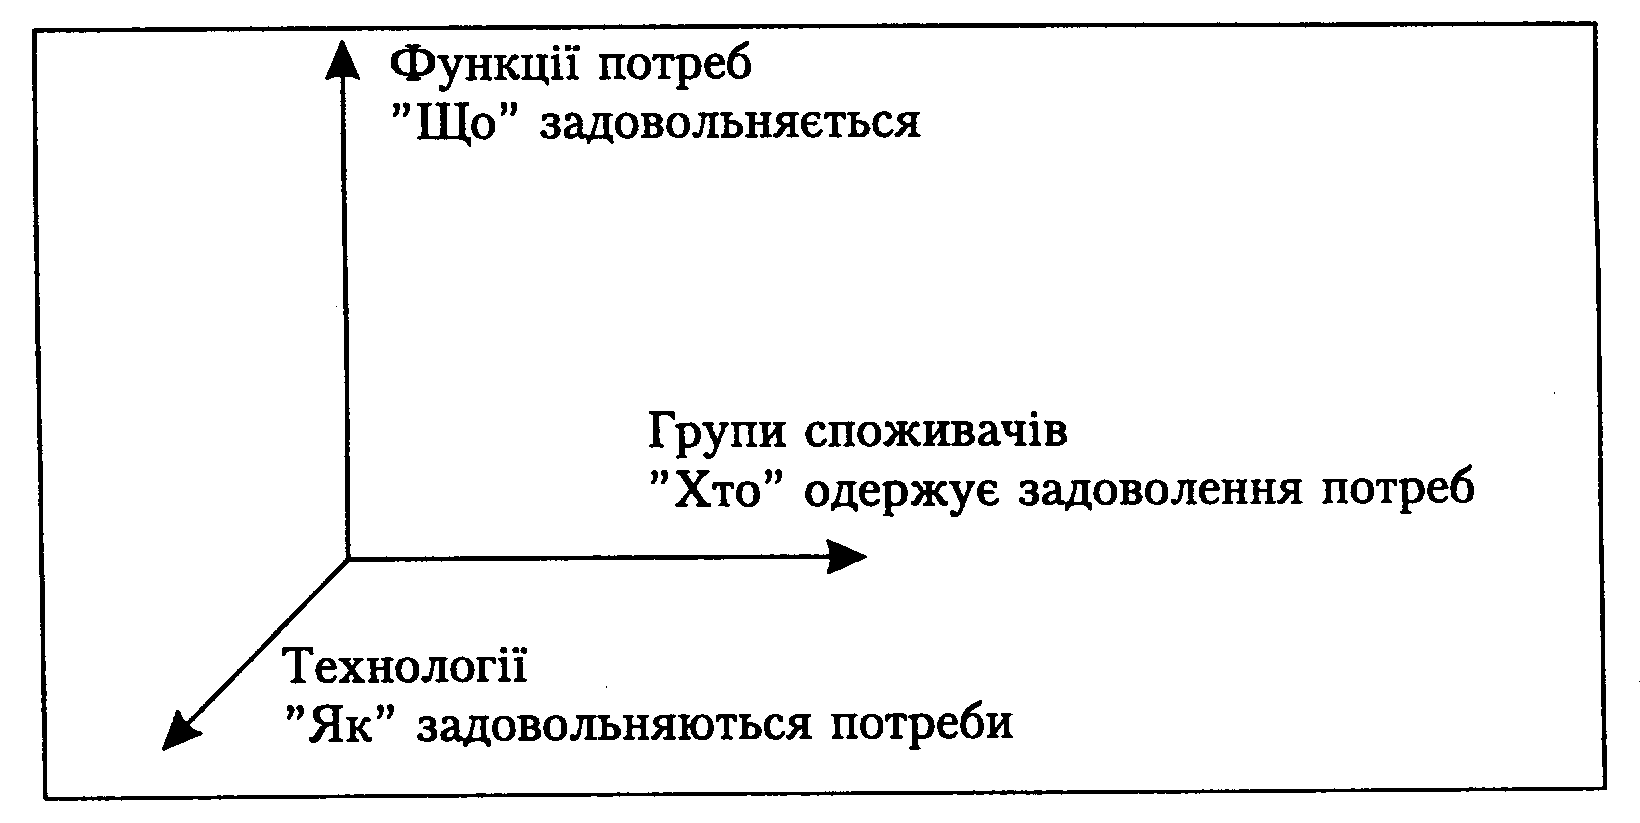 Функції потреб
"Що" задовольняється
Групи споживачів
"Хто" одержує задоволення потреб
Технології
"Як" задовольняються потреби